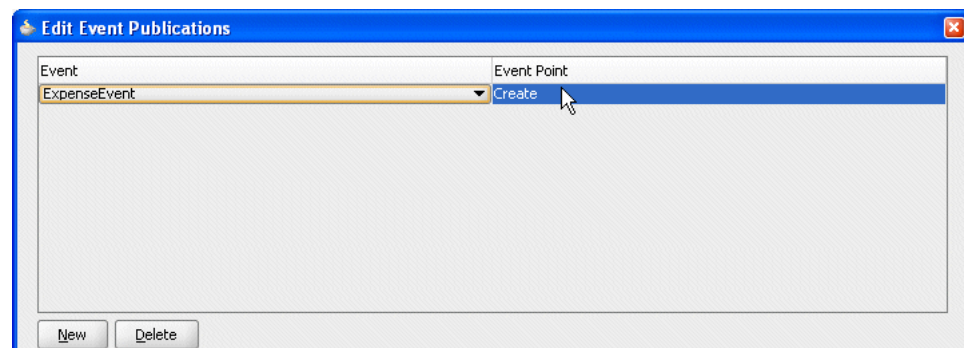 Edit Event Publications
Event Event Point
ExpenseEvent Create
New Delete